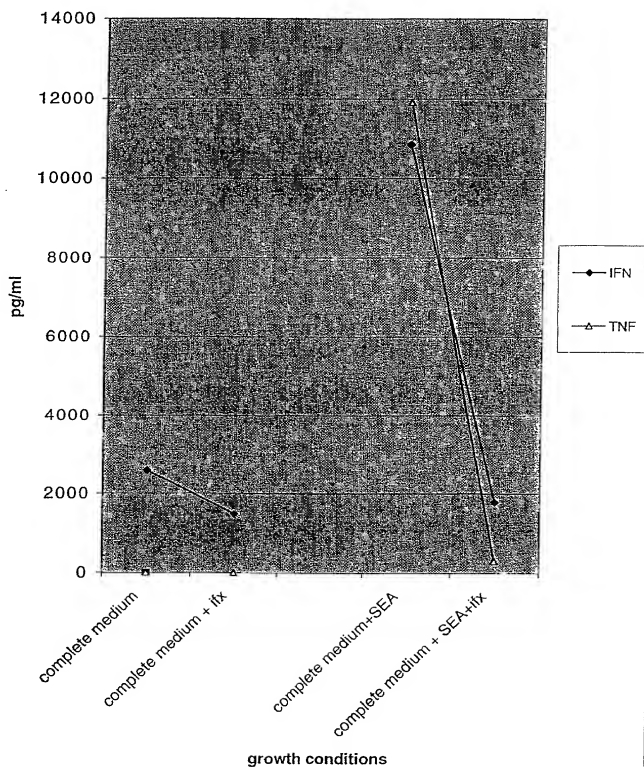 14000
12000
10000
8000
6000
4000
2000
0
pg/ml
IFN
TNF
complete medium
complete medium + ifx
complete medium+SEA
complete medium + SEA+ifx
growth conditions